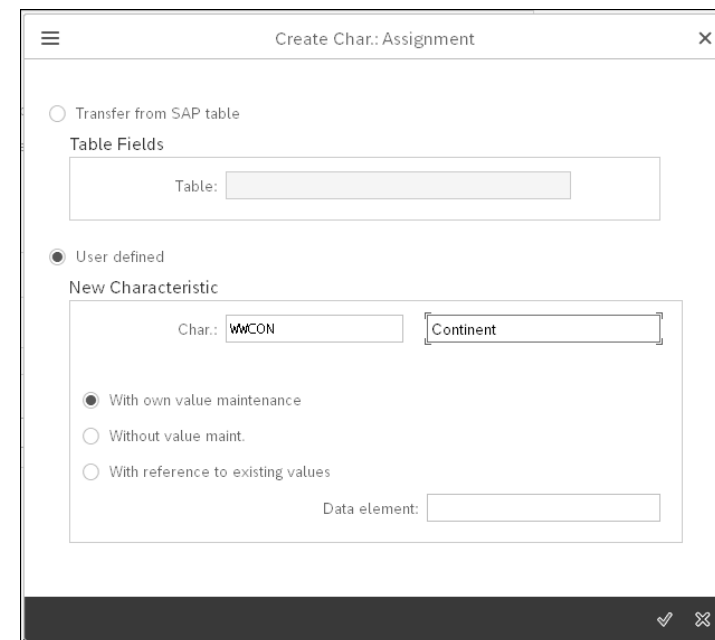 Create Char.: Assignment
Transfer from SAP table
Table Fields
Table:
User defined
New Characteristic
Char.: WWCON Continent
With own value maintenance
Without value maint.
With reference to existing values
Data element: